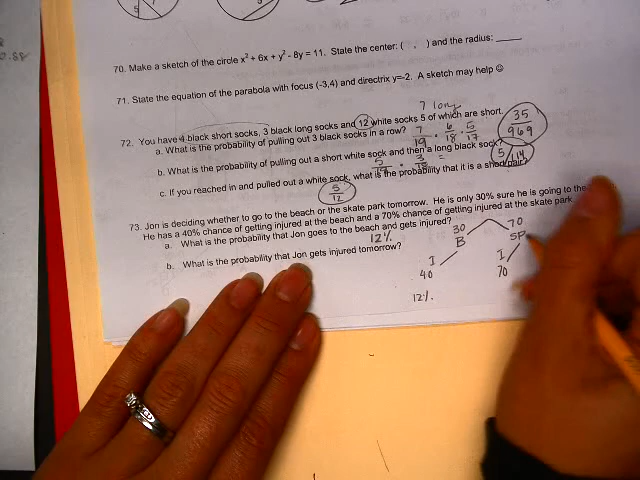 70. Make a sketch of the circle x² + 6x + y² - 8y = 11. State the center: ( , ) and the radius: ____
71. State the equation of the parabola with focus (-3,4) and directrix y=-2. A sketch may help ☺
7 long
72. You have 4 black short socks, 3 black long socks and 12 white socks 5 of which are short.
a. What is the probability of pulling out 3 black socks in a row? 7/19 · 6/18 · 5/17 35/969
b. What is the probability of pulling out a short white sock and then a long black sock? 5/19 · 3/18 = 5/114
c. If you reached in and pulled out a white sock, what is the probability that it is a short pair?
5/12
73. Jon is deciding whether to go to the beach or the skate park tomorrow. He is only 30% sure he is going to the
He has a 40% chance of getting injured at the beach and a 70% chance of getting injured at the skate park.
a. What is the probability that Jon goes to the beach and gets injured?
12%
b. What is the probability that Jon gets injured tomorrow?
30 70
B SP
I I
40 70
12%.